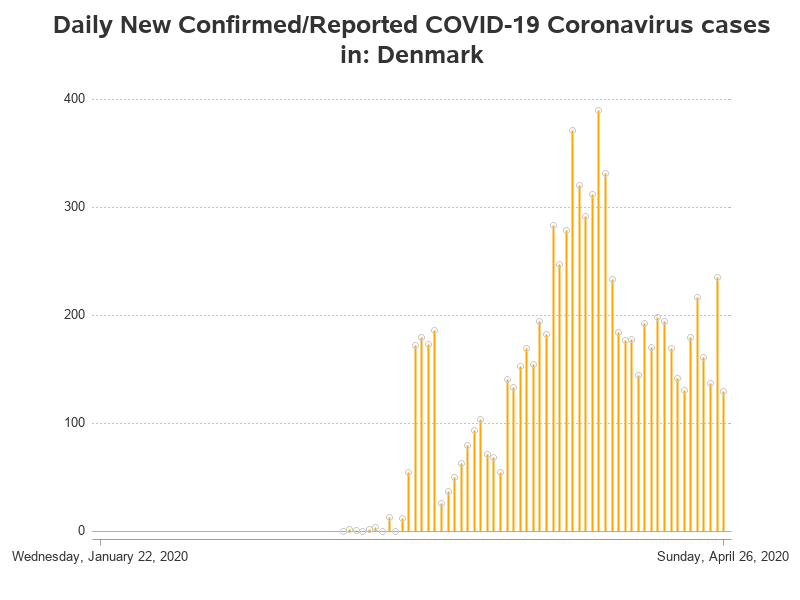 Daily New Confirmed/Reported COVID-19 Coronavirus cases
in: Denmark
400
300
200
100
0
Wednesday, January 22, 2020
Sunday, April 26, 2020